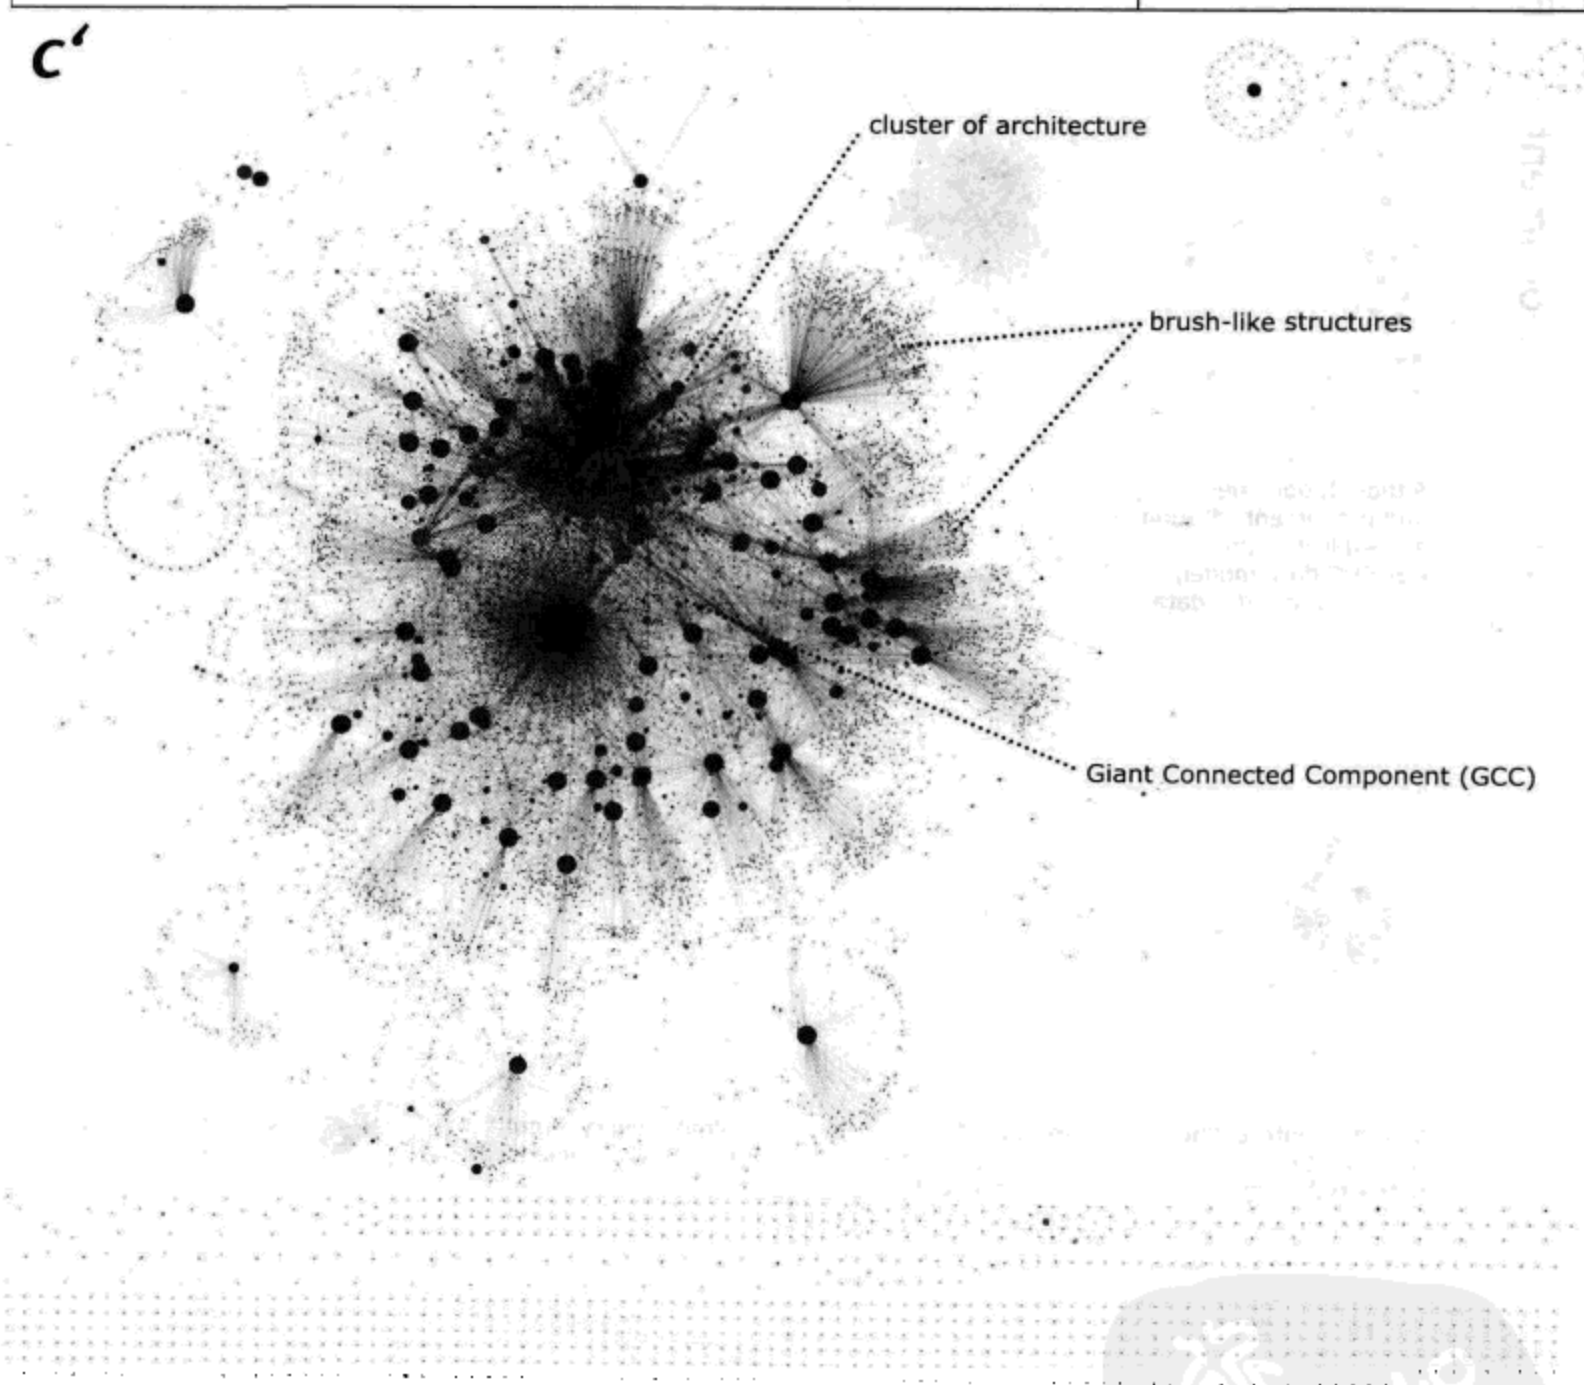 C'
cluster of architecture
brush-like structures
Giant Connected Component (GCC)